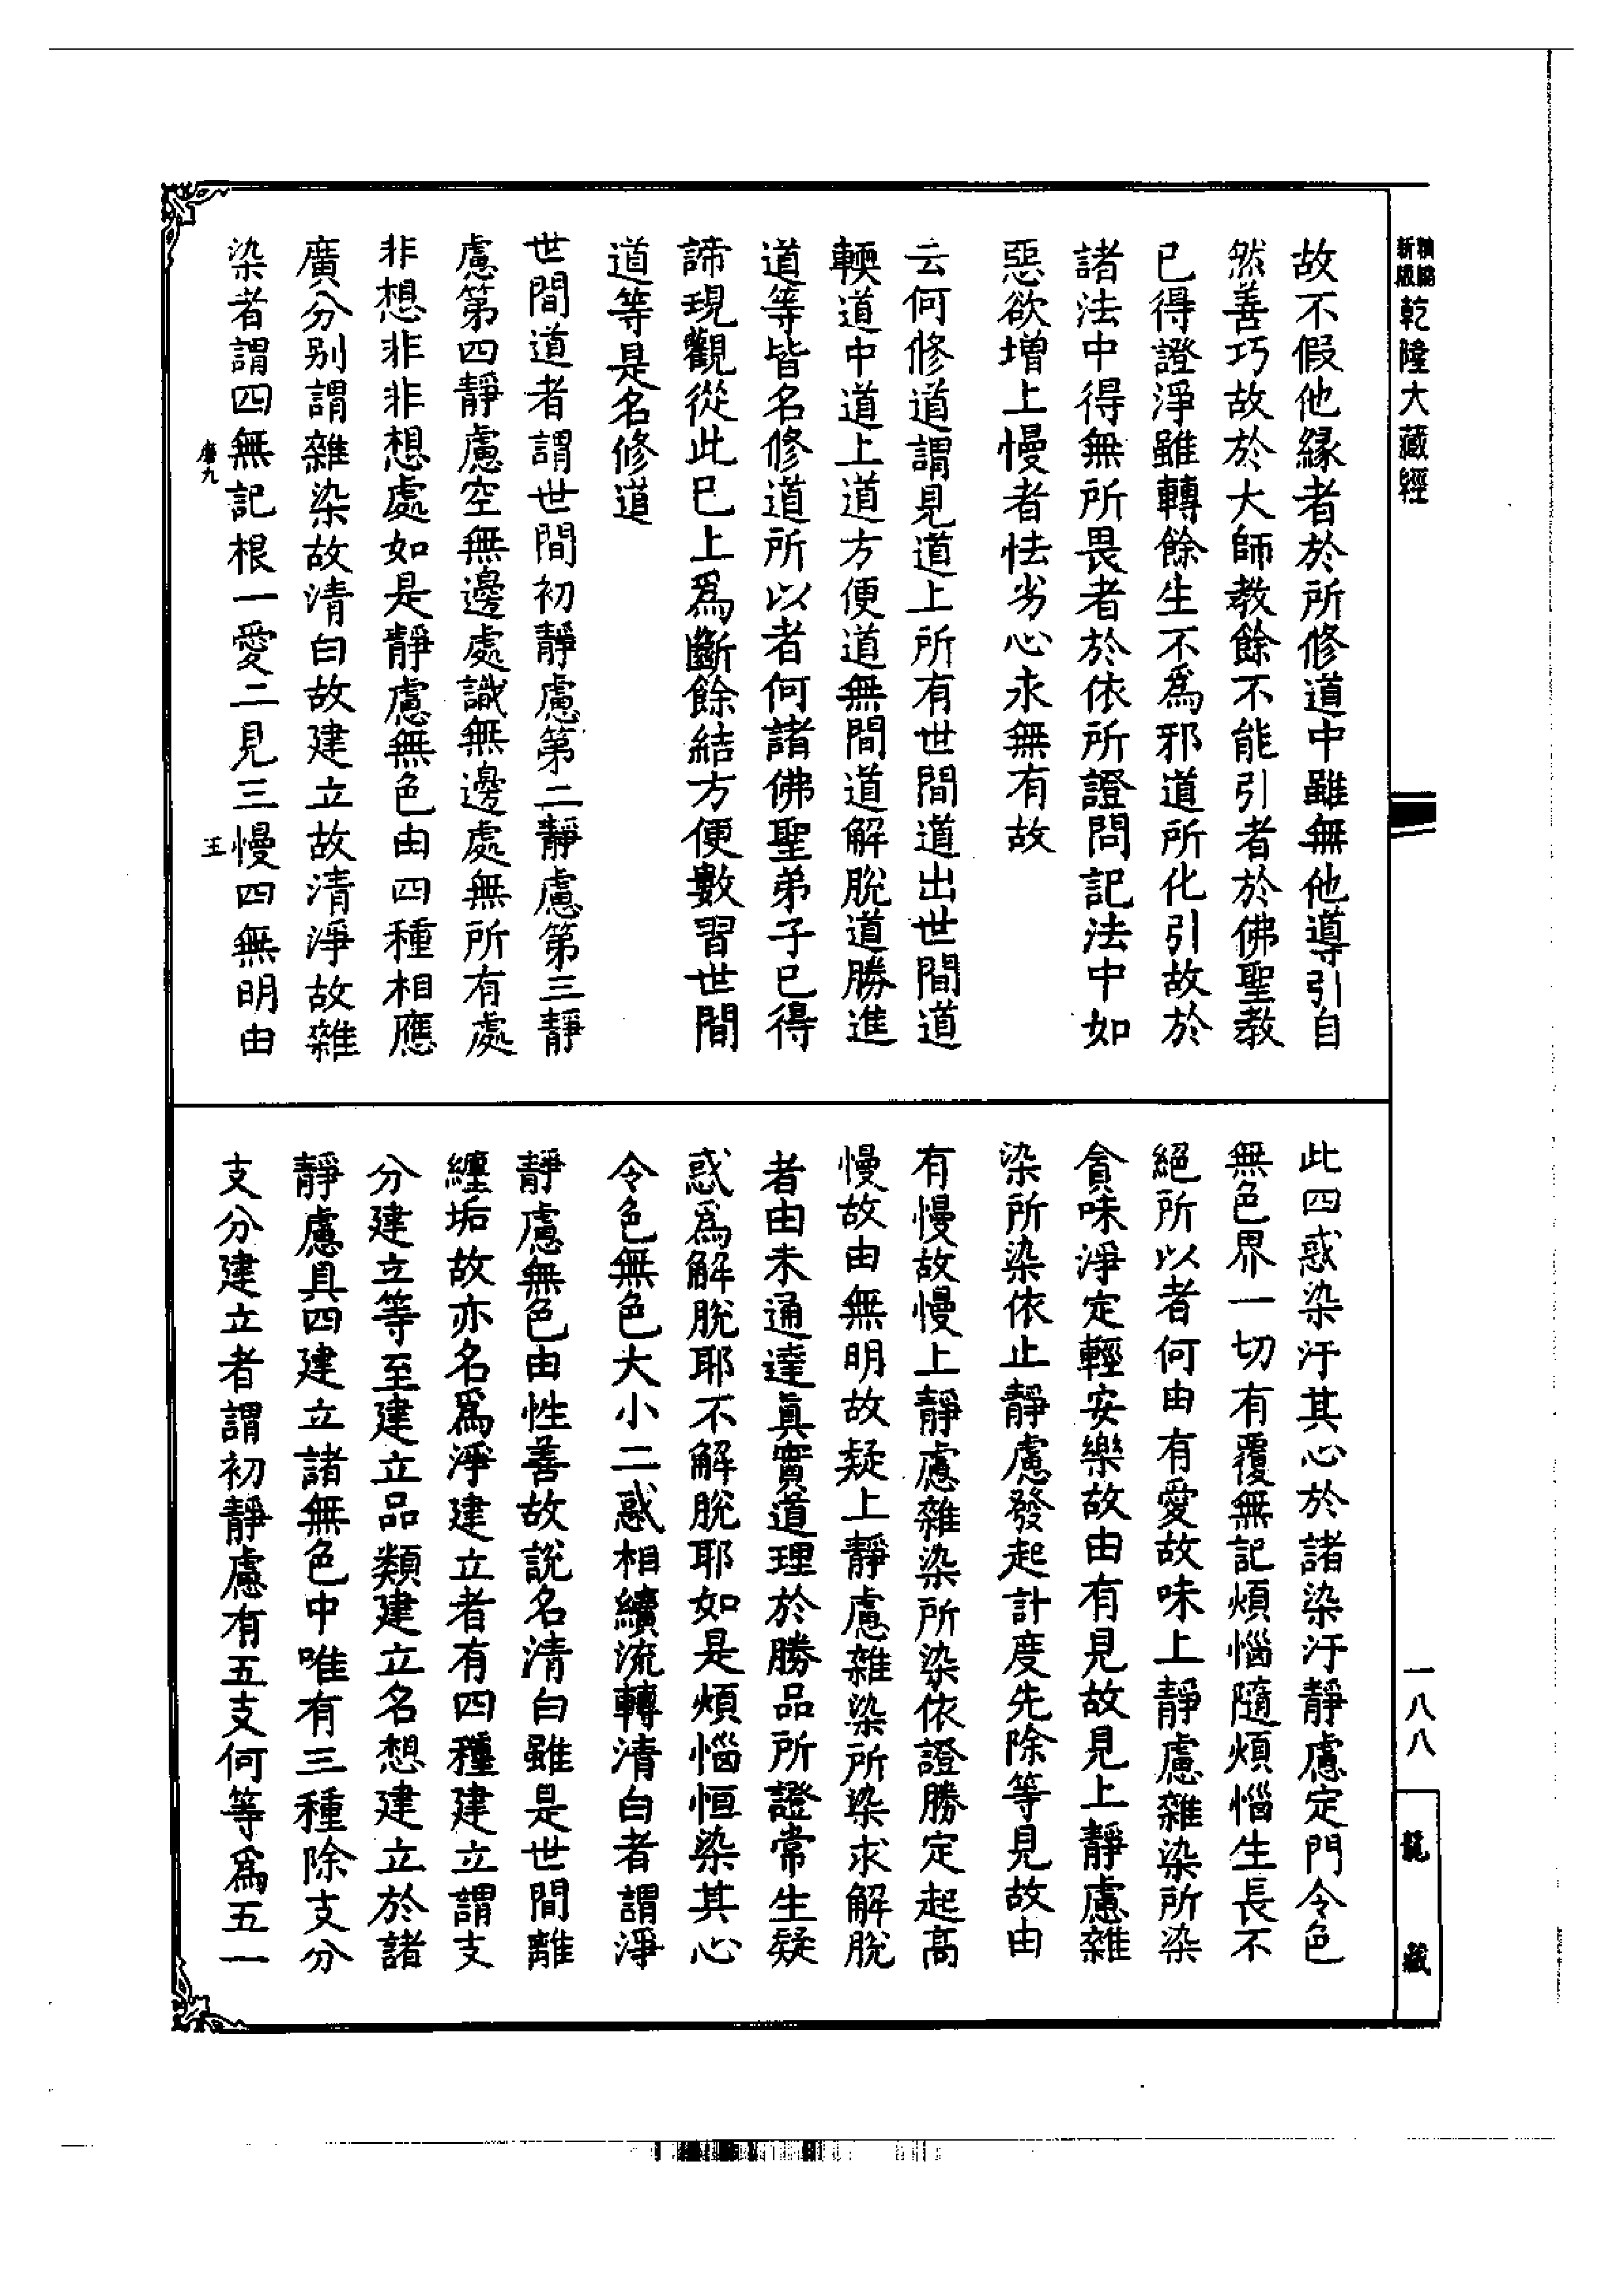 精縮
新版
乾隆大藏經
故不假他緣者於所修道中雖無他導引自
然善巧故於大師教餘不能引者於佛聖教
已得證淨雖轉餘生不為邪道所化引故於
諸法中得無所畏者於依所證問記法中如
惡欲增上慢者怯劣心永無有故
云何修道謂見道上所有世間道出世間道
輭道中道上道方便道無間道解脫道勝進
道等皆名修道所以者何諸佛聖弟子已得
諦現觀從此已上為斷餘結方便數習世間
道等是名修道
世間道者謂世間初靜慮第二靜慮第三靜
慮第四靜慮空無邊處識無邊處無所有處
非想非非想處如是靜慮無色由四種相應
廣分別謂雜染故清白故建立故清淨故雜
染者謂四無記根一愛二見三慢四無明由
磨九
王
此四惑染汙其心於諸染汙靜慮定門令色
無色界一切有覆無記煩惱隨煩惱生長不
絕所以者何由有愛故味上靜慮雜染所染
貪味淨定輕安樂故由有見故見上靜慮雜
染所染依止靜慮發起計度先除等見故由
有慢故慢上靜慮雜染所染依證勝定起高
慢故由無明故疑上靜慮雜染所染求解脫
者由未通達真實道理於勝品所證常生疑
惑為解脫耶不解脫耶如是煩惱恒染其心
令色無色大小二惑相續流轉清白者謂淨
靜慮無色由性善故說名清白雖是世間離
纏垢故亦名為淨建立者有四種建立謂支
分建立等至建立品類建立名想建立於諸
靜慮具四建立諸無色中唯有三種除支分
支分建立者謂初靜慮有五支何等為五一
一八八
龍藏